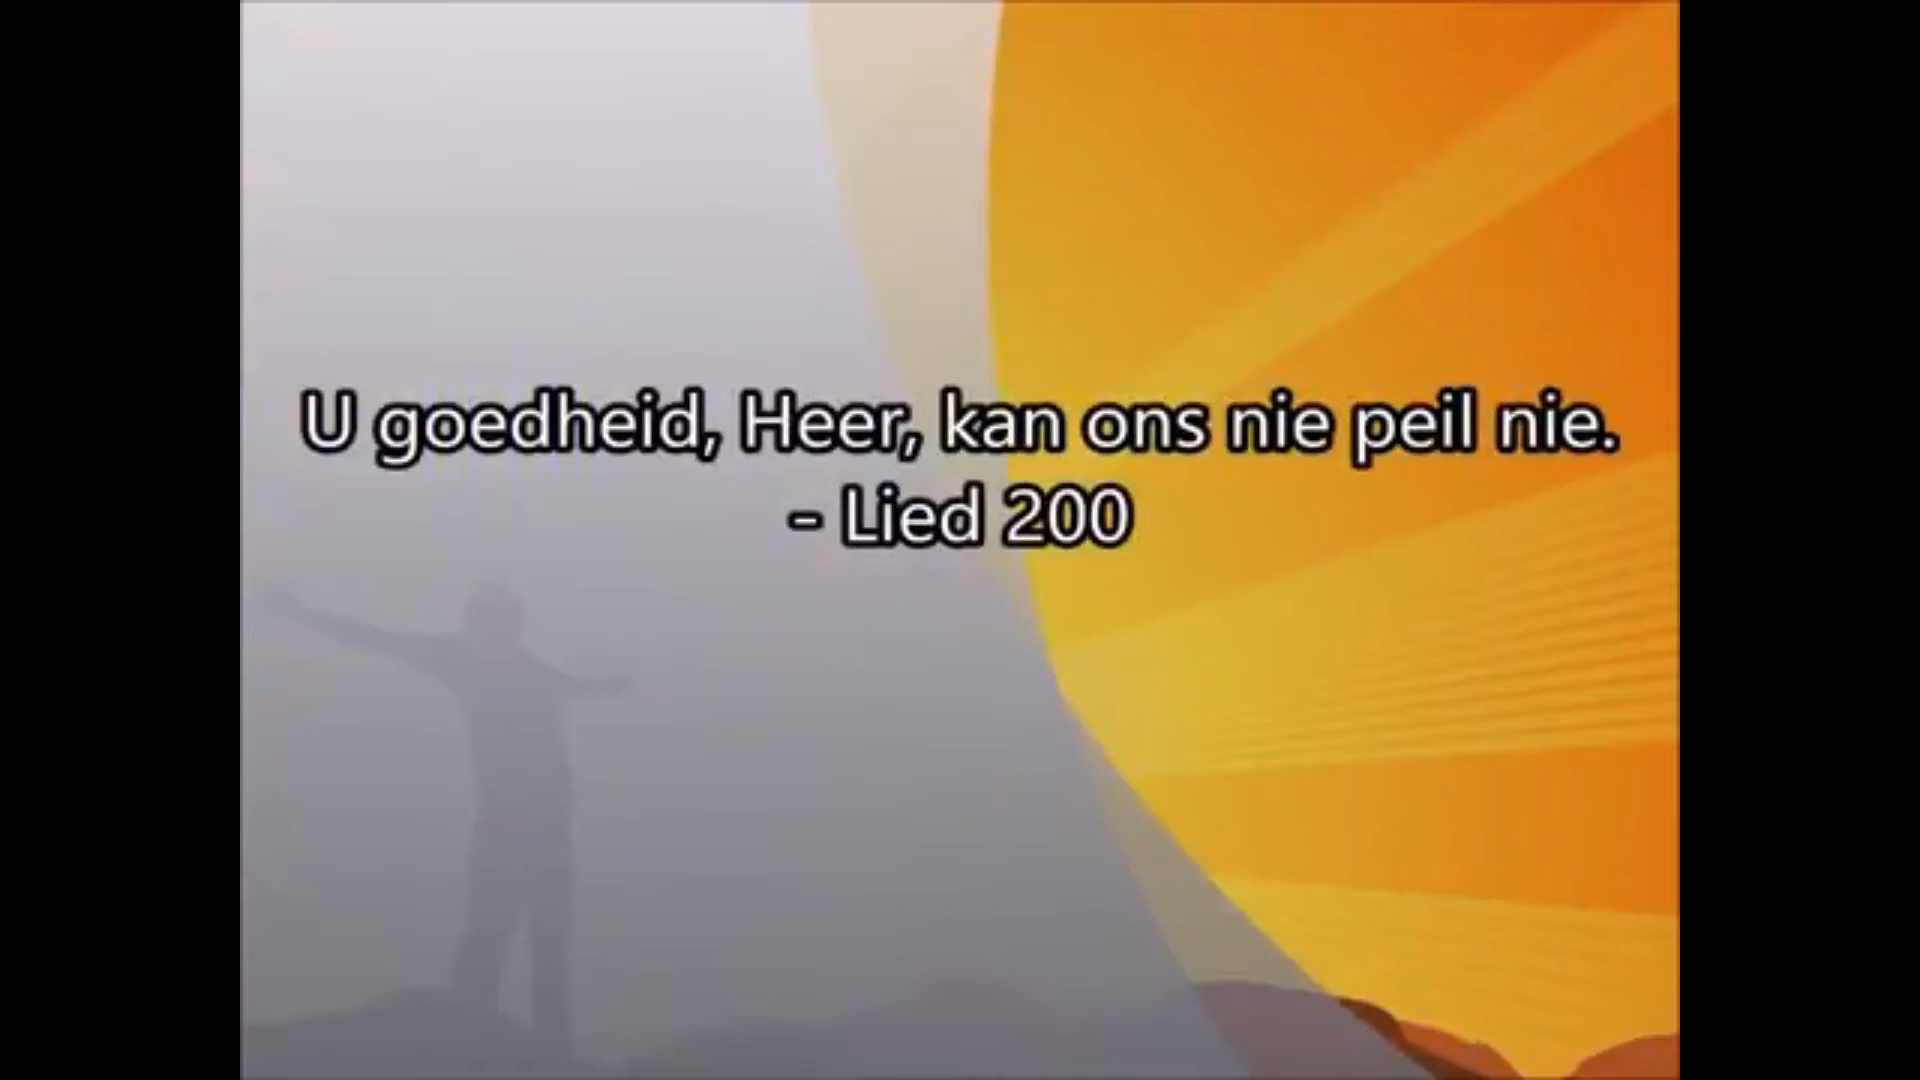 U goedheid, Heer, kan ons nie peil nie.
- Lied 200